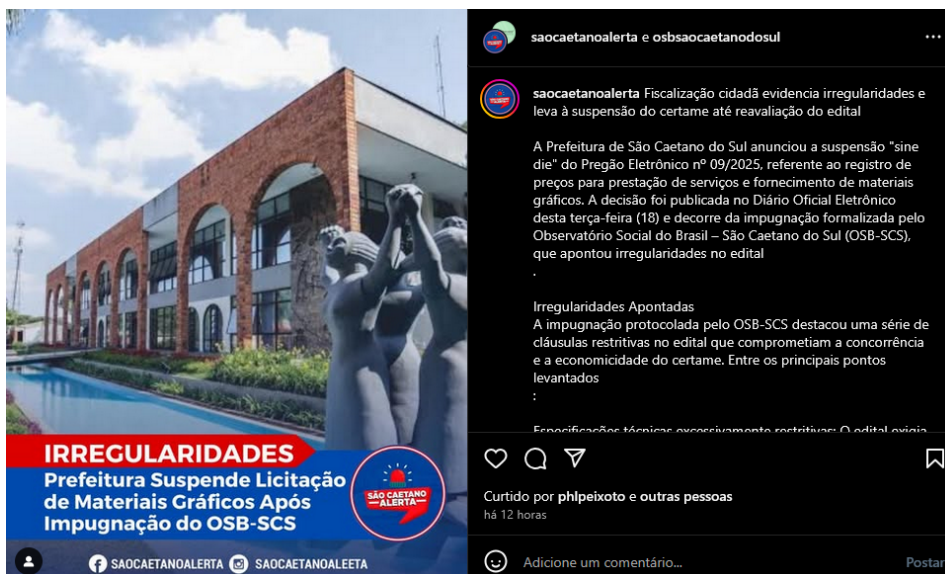 IRREGULARIDADES
Prefeitura Suspende Licitação
de Materiais Gráficos Após
Impugnação do OSB-SCS
SÃO CAETANO
ALERTA
SAOCAETANOALERTA SAOCAETANOALEETA
saocaetanoalerta e osbsaocaetanodosul
saocaetanoalerta Fiscalização cidadã evidencia irregularidades e
leva à suspensão do certame até reavaliação do edital
A Prefeitura de São Caetano do Sul anunciou a suspensão "sine
die" do Pregão Eletrônico nº 09/2025, referente ao registro de
preços para prestação de serviços e fornecimento de materiais
gráficos. A decisão foi publicada no Diário Oficial Eletrônico
desta terça-feira (18) e decorre da impugnação formalizada pelo
Observatório Social do Brasil – São Caetano do Sul (OSB-SCS),
que apontou irregularidades no edital
.
Irregularidades Apontadas
A impugnação protocolada pelo OSB-SCS destacou uma série de
cláusulas restritivas no edital que comprometiam a concorrência
e a economicidade do certame. Entre os principais pontos
levantados
:
Especificações técnicas excessivamente restritivas: O edital exigia
Curtido por phlpeixoto e outras pessoas
há 12 horas
Adicione um comentário...
Postar